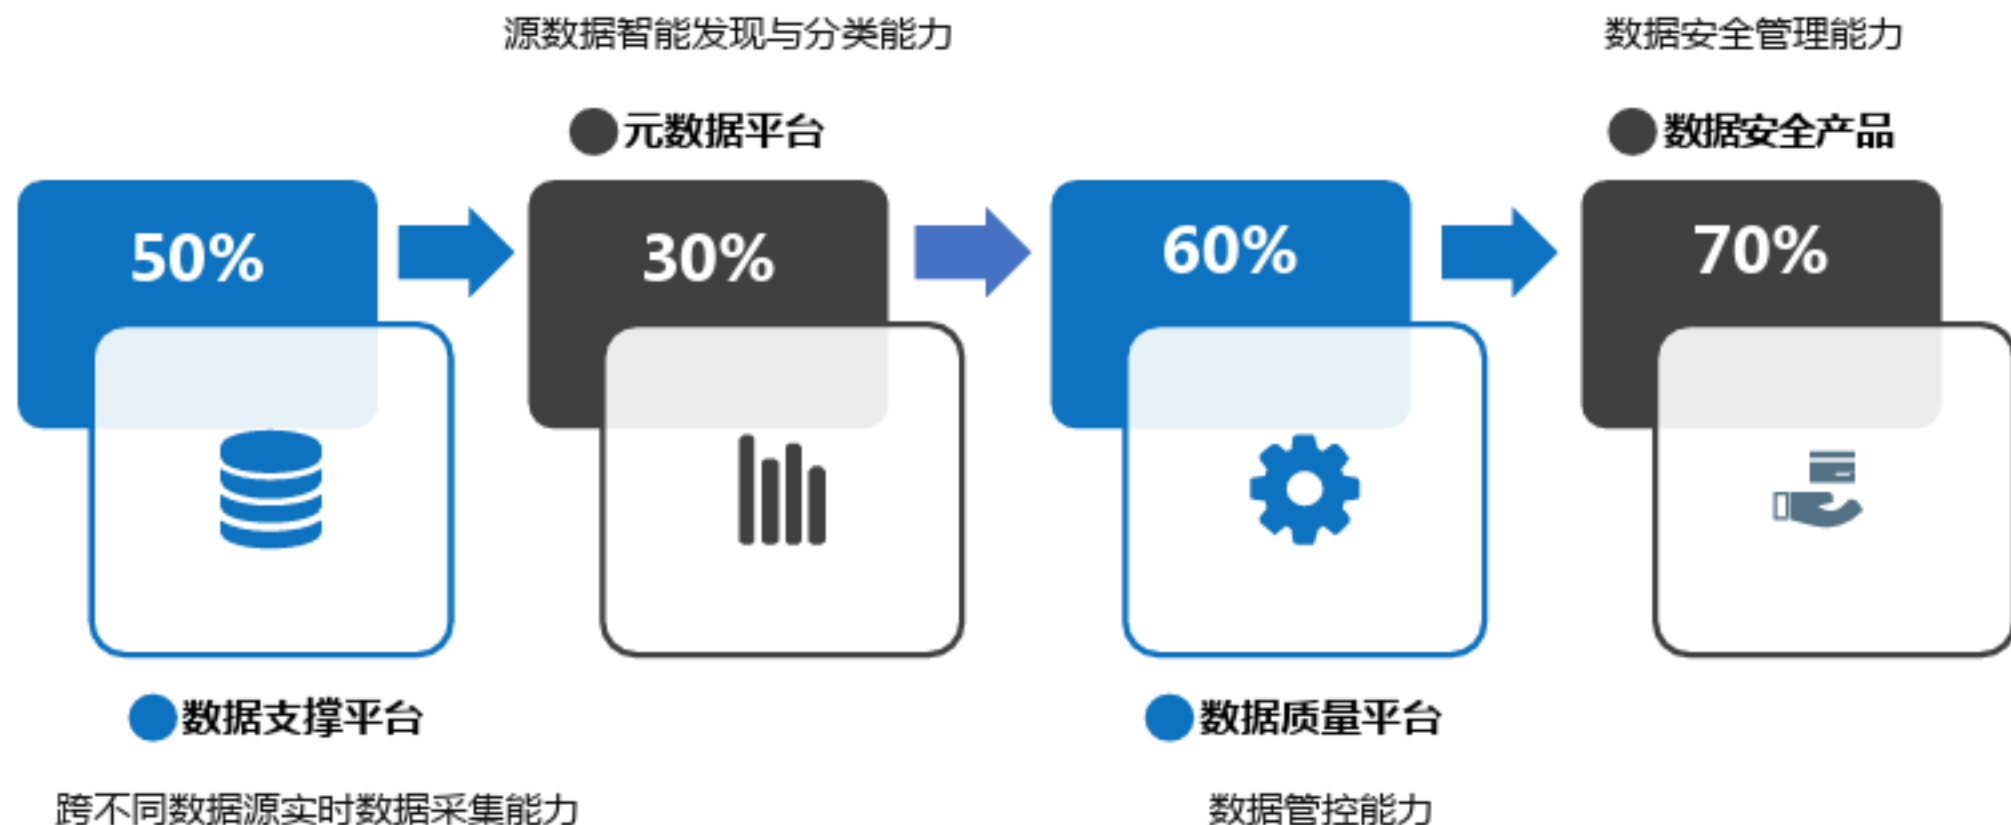 源数据智能发现与分类能力
数据安全管理能力
元数据平台
数据安全产品
50%
30%
60%
70%
数据支撑平台
数据质量平台
跨不同数据源实时数据采集能力
数据管控能力